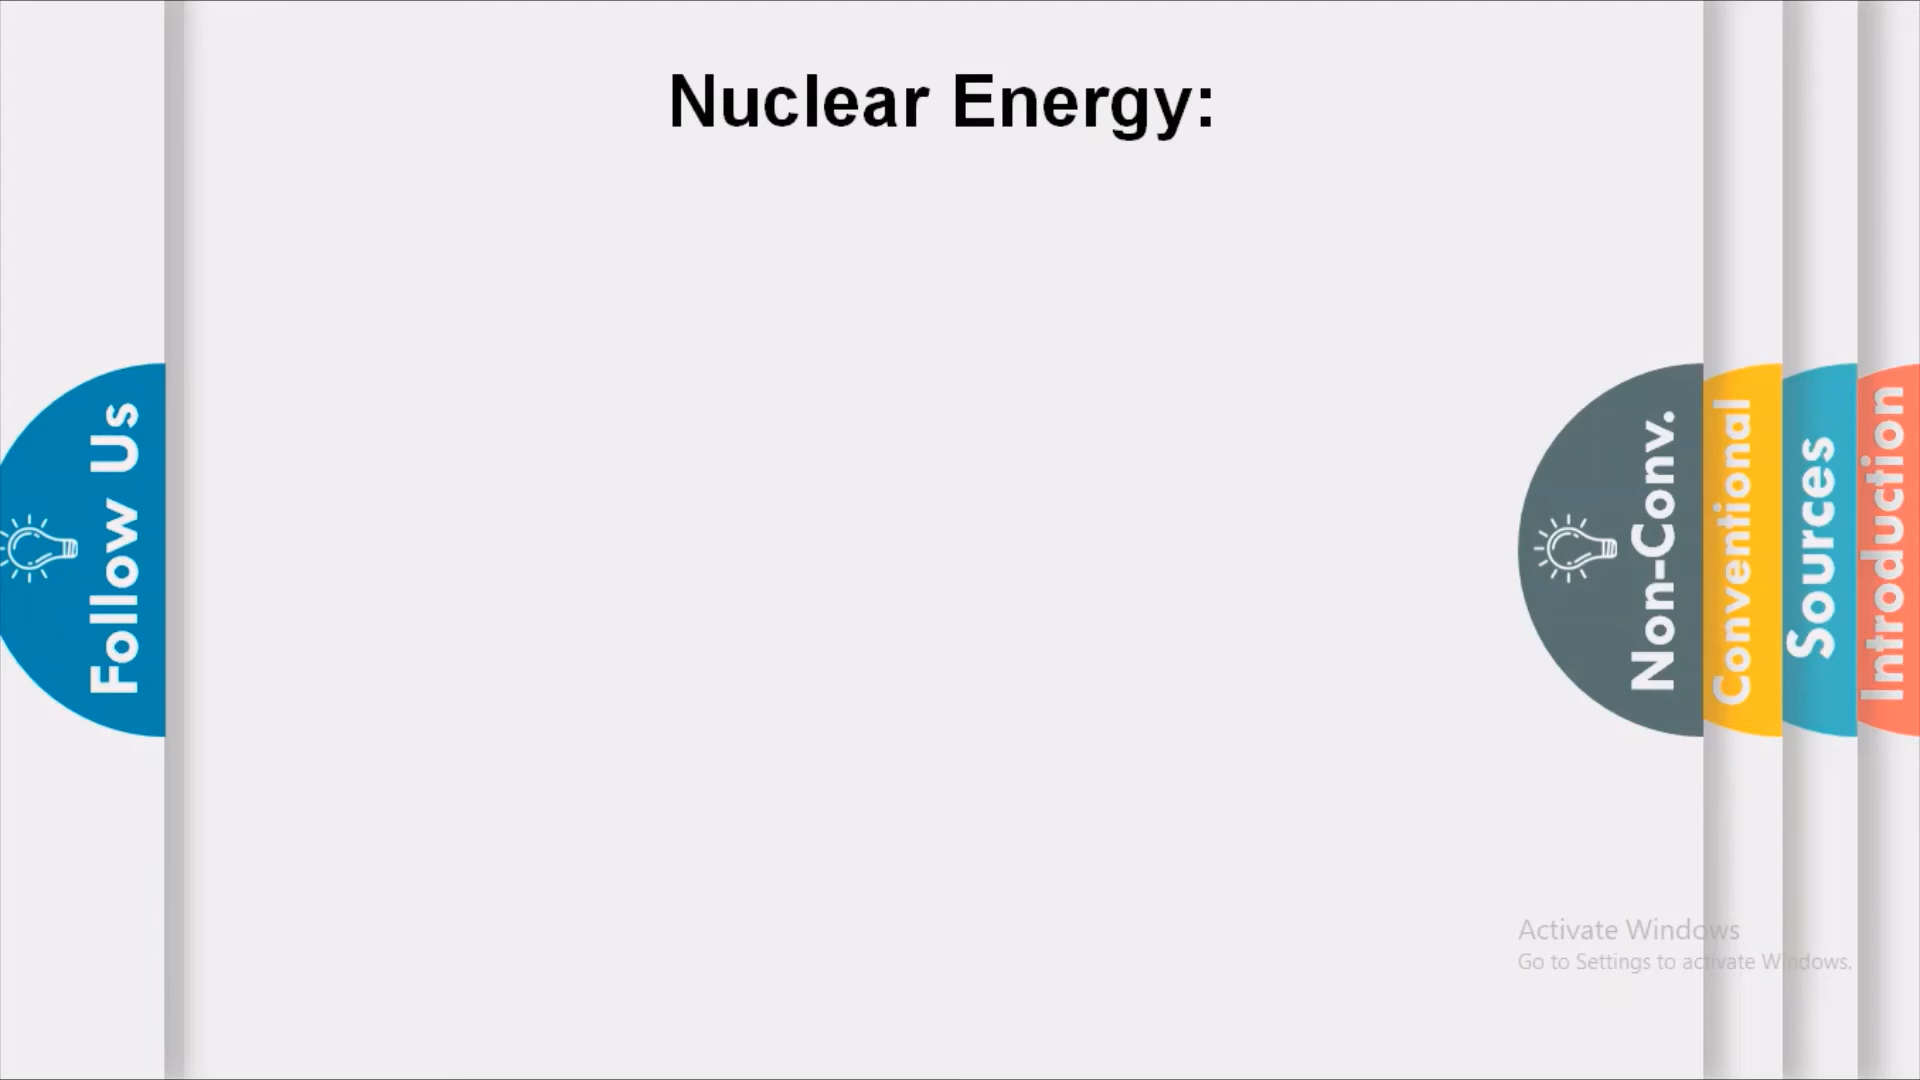 Nuclear Energy:
Follow Us
Non-Conv.
Conventional
Sources
Introduction
Activate Windows
Go to Settings to activate Windows.